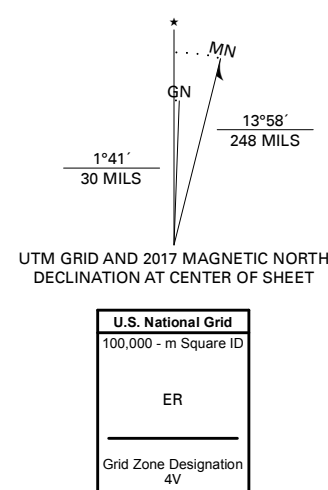 ★
MN
GN
13°58´
248 MILS
1°41´
30 MILS
UTM GRID AND 2017 MAGNETIC NORTH
DECLINATION AT CENTER OF SHEET
U.S. National Grid
100,000 - m Square ID
ER
Grid Zone Designation
4V